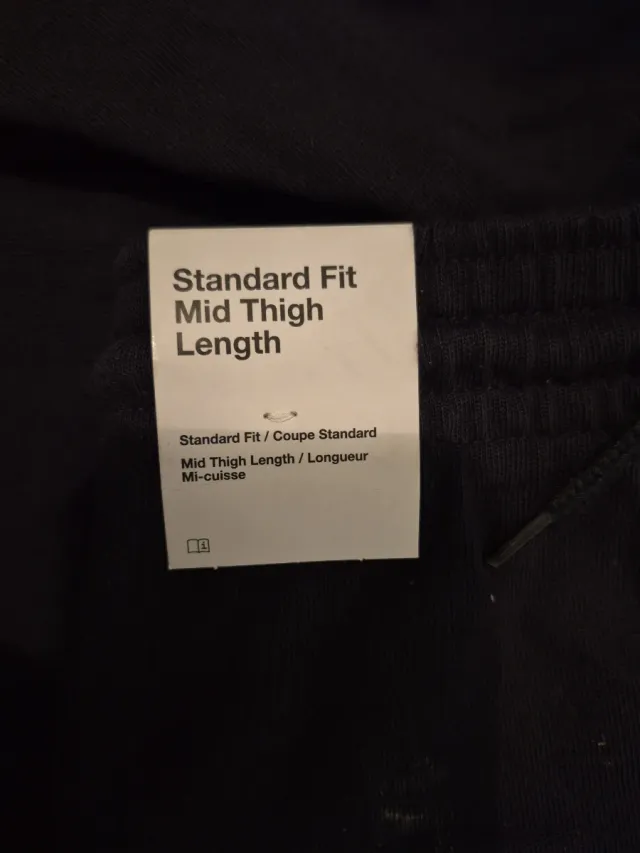 Standard Fit
Mid Thigh
Length
Standard Fit / Coupe Standard
Mid Thigh Length / Longueur
Mi-cuisse